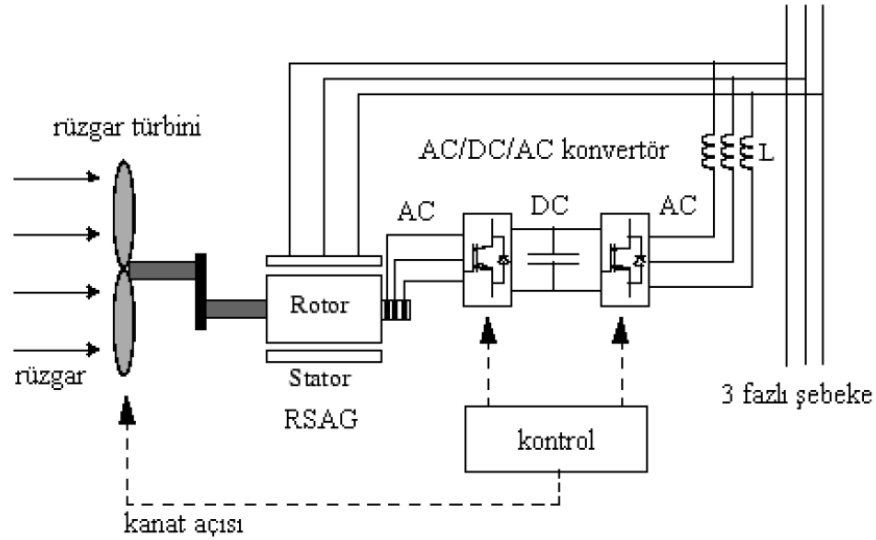 rüzgar türbini
AC/DC/AC konvertör
L
AC
DC
AC
Rotor
rüzgar
Stator
RSAG
3 fazlı şebeke
kontrol
kanat açısı